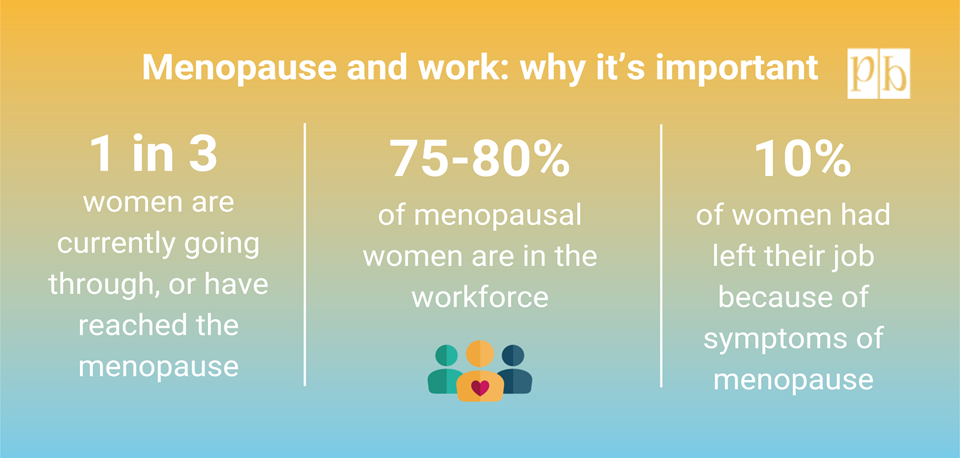 Menopause and work: why it's important
pb
1 in 3
women are
currently going
through, or have
reached the
menopause
75-80%
of menopausal
women are in the
workforce
10%
of women had
left their job
because of
symptoms of
menopause